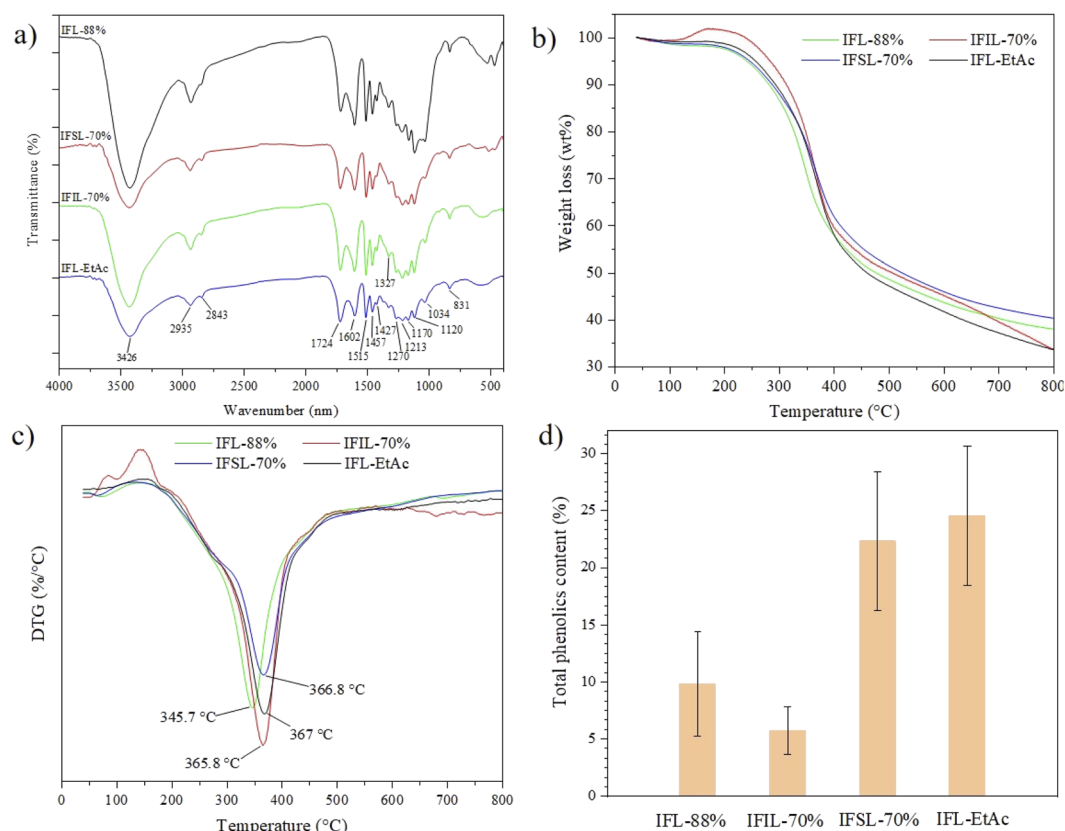 a)
IFL-88%
IFSL-70%
IFIL-70%
IFL-EtAc
Transmittance (%)
3426
2935
2843
1724
1602
1515
1457
1427
1327
1270
1213
1170
1120
1034
831
4000 3500 3000 2500 2000 1500 1000 500
Wavenumber (nm)
b)
IFL-88% IFIL-70%
IFSL-70% IFL-EtAc
Weight loss (wt%)
100
90
80
70
60
50
40
30
0 100 200 300 400 500 600 700 800
Temperature (°C)
c)
IFL-88% IFIL-70%
IFSL-70% IFL-EtAc
DTG (%/°C)
366.8 °C
345.7 °C
367 °C
365.8 °C
0 100 200 300 400 500 600 700 800
Temperature (°C)
d)
Total phenolics content (%)
30
25
20
15
10
5
0
IFL-88% IFIL-70% IFSL-70% IFL-EtAc